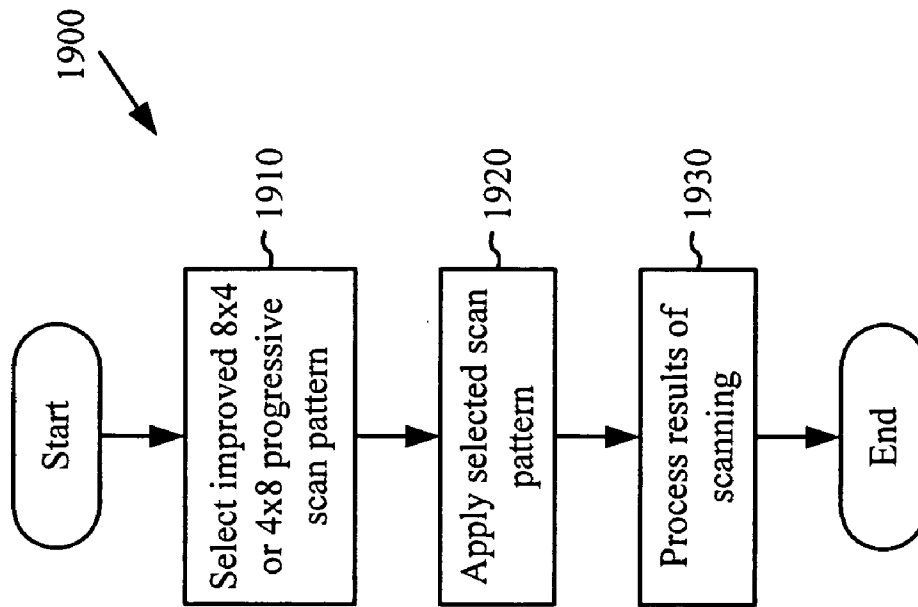 1900
Start
Select improved 8x4
or 4x8 progressive
scan pattern
1910
Apply selected scan
pattern
1920
Process results of
scanning
1930
End